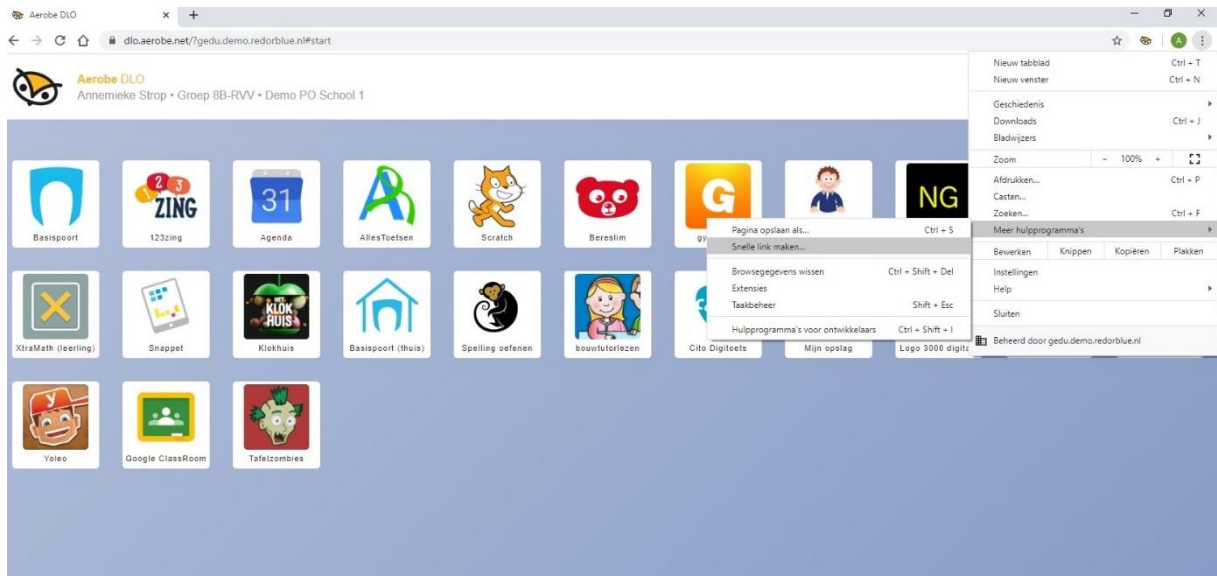 Aerobe DLO
dlo.aerobe.net/?gedu.demo.redorblue.nl#start
A
Aerobe DLO
Annemieke Strop • Groep 8B-RVV • Demo PO School 1
Nieuw tabblad Ctrl + T
Nieuw venster Ctrl + N
Geschiedenis
Downloads Ctrl + J
Bladwijzers
Zoom - 100% +
Afdrukken... Ctrl + P
Casten...
Zoeken... Ctrl + F
Meer hulpprogramma's
Bewerken Knippen Kopiëren Plakken
Instellingen
Help
Sluiten
Beheerd door gedu.demo.redorblue.nl
Pagina opslaan als... Ctrl + S
Snelle link maken...
Browsegegevens wissen Ctrl + Shift + Del
Extensies
Taakbeheer Shift + Esc
Hulpprogramma's voor ontwikkelaars Ctrl + Shift + I
1 2 3
ZING
31
G
NG
Basispoort 123zing Agenda AllesToetsen Scratch Bereslim
HET
KLOK
HUIS
XtraMath (leerling) Snappet Klokhuis Basispoort (thuis) Spelling oefenen bouwtutorlezen Cito Digitoets Mijn opslag Logo 3000 digita
y
Yoleo Google ClassRoom Tafelzombies